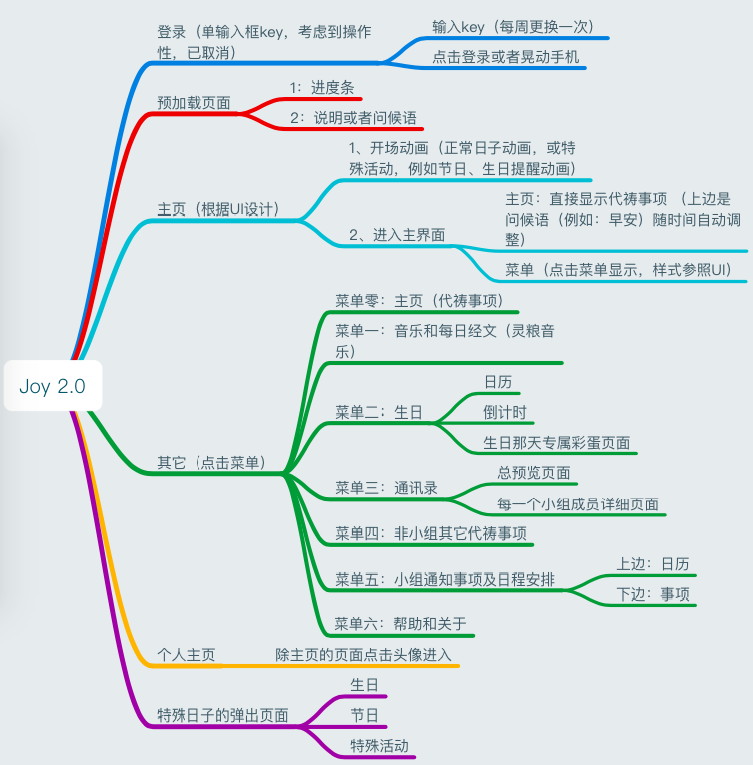 Joy 2.0
登录（单输入框key，考虑到操作
性，已取消）
输入key（每周更换一次）
点击登录或者晃动手机
预加载页面
1：进度条
2：说明或者问候语
主页（根据UI设计）
1、开场动画（正常日子动画，或特
殊活动，例如节日、生日提醒动画）
2、进入主界面
主页：直接显示代祷事项 （上边是
问候语（例如：早安）随时间自动调
整）
菜单（点击菜单显示，样式参照UI）
其它（点击菜单）
菜单零：主页（代祷事项）
菜单一：音乐和每日经文（灵粮音
乐）
菜单二：生日
日历
倒计时
生日那天专属彩蛋页面
菜单三：通讯录
总预览页面
每一个小组成员详细页面
菜单四：非小组其它代祷事项
菜单五：小组通知事项及日程安排
上边：日历
下边：事项
菜单六：帮助和关于
个人主页
除主页的页面点击头像进入
特殊日子的弹出页面
生日
节日
特殊活动